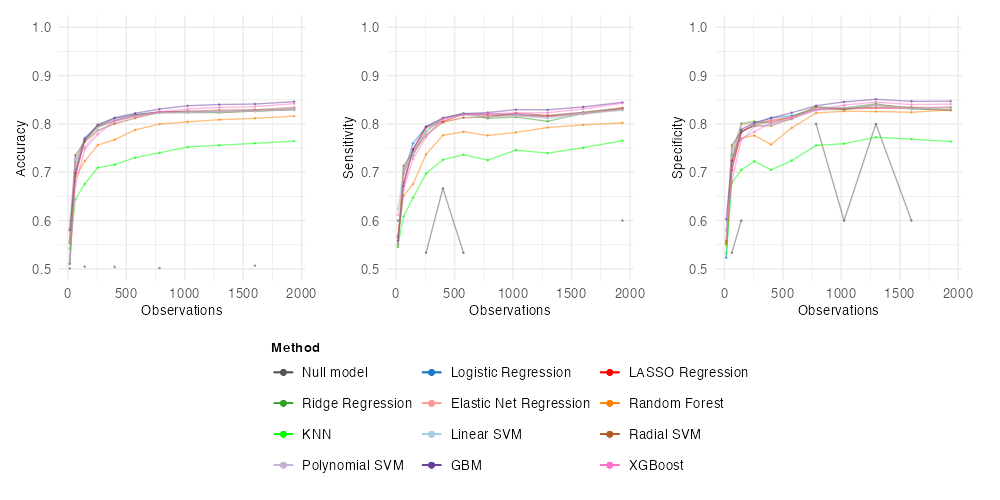 1.0
0.9
0.8
0.7
0.6
0.5
Accuracy
0 500 1000 1500 2000
Observations
1.0
0.9
0.8
0.7
0.6
0.5
Sensitivity
0 500 1000 1500 2000
Observations
1.0
0.9
0.8
0.7
0.6
0.5
Specificity
0 500 1000 1500 2000
Observations
Method
Null model Logistic Regression LASSO Regression
Ridge Regression Elastic Net Regression Random Forest
KNN Linear SVM Radial SVM
Polynomial SVM GBM XGBoost